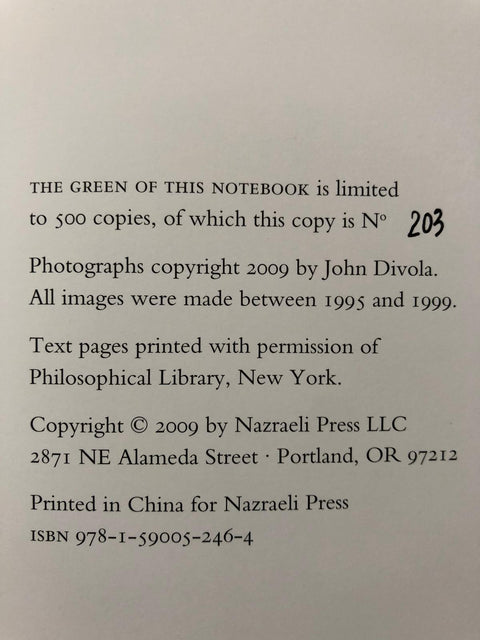 THE GREEN OF THIS NOTEBOOK is limited
to 500 copies, of which this copy is Nº 203
Photographs copyright 2009 by John Divola.
All images were made between 1995 and 1999.
Text pages printed with permission of
Philosophical Library, New York.
Copyright © 2009 by Nazraeli Press LLC
2871 NE Alameda Street · Portland, OR 97212
Printed in China for Nazraeli Press
ISBN 978-1-59005-246-4